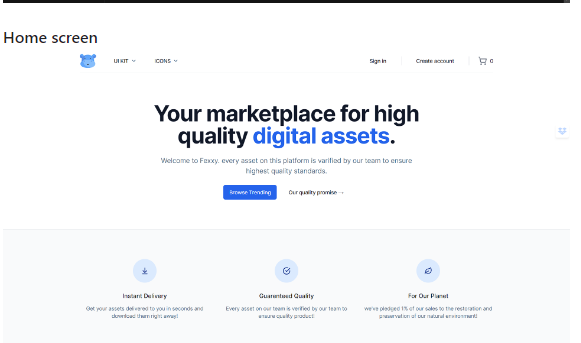 Home screen
UI KIT ICONS Sign in Create account 0
Your marketplace for high
quality digital assets.
Welcome to Fexxy. every asset on this platform is verified by our team to ensure
highest quality standards.
Browse Trending Our quality promise →
Instant Delivery Guaranteed Quality For Our Planet
Get your assets delivered to you in seconds and
download them right away!
Every asset on our team is verified by our team to
ensure quality product!
we've pledged 1% of our sales to the restoration and
preservation of our natural environment!